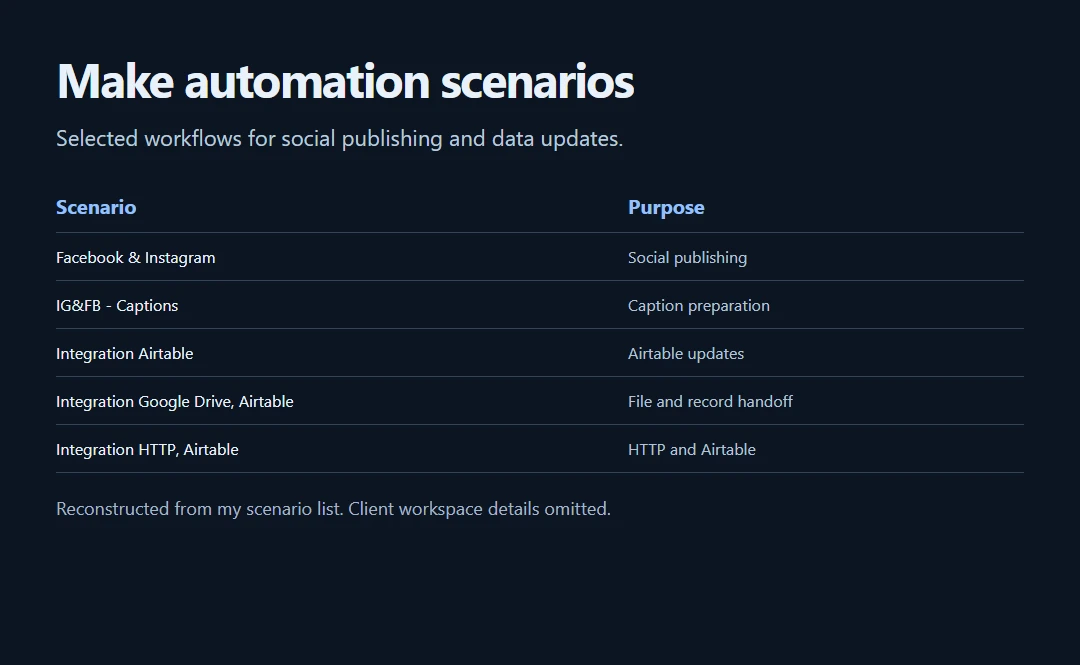 Make automation scenarios
Selected workflows for social publishing and data updates.
Scenario Purpose
Facebook & Instagram Social publishing
IG&FB - Captions Caption preparation
Integration Airtable Airtable updates
Integration Google Drive, Airtable File and record handoff
Integration HTTP, Airtable HTTP and Airtable
Reconstructed from my scenario list. Client workspace details omitted.